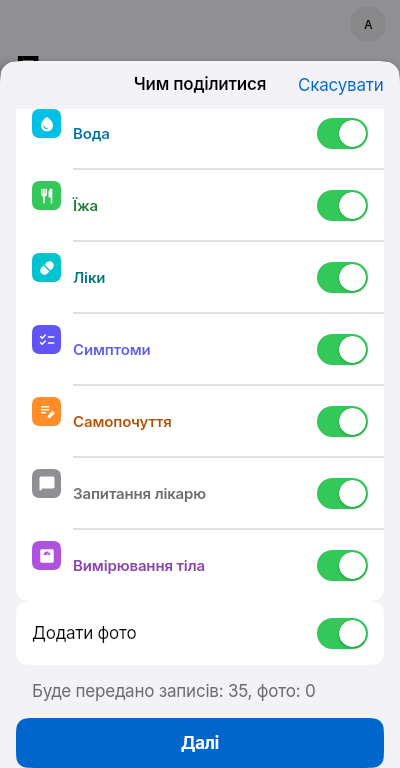 A
Чим поділитися
Скасувати
Вода
Їжа
Ліки
Симптоми
Самопочуття
Запитання лікарю
Вимірювання тіла
Додати фото
Буде передано записів: 35, фото: 0
Далі